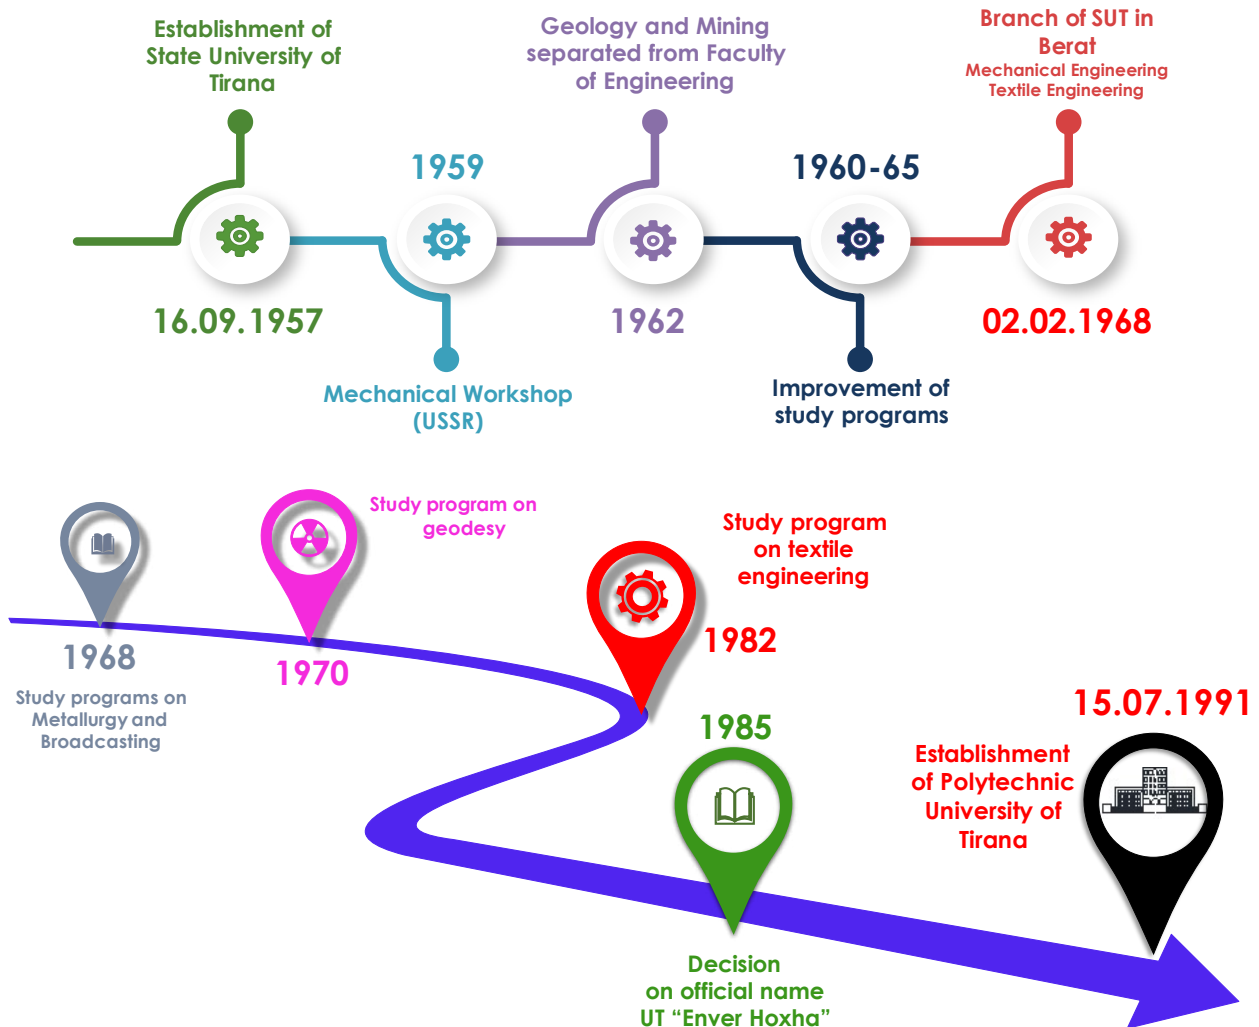 Establishment of
State University of
Tirana
16.09.1957
1959
Mechanical Workshop
(USSR)
Geology and Mining
separated from Faculty
of Engineering
1962
1960-65
Improvement of
study programs
Branch of SUT in
Berat
Mechanical Engineering
Textile Engineering
02.02.1968
1968
Study programs on
Metallurgy and
Broadcasting
Study program on
geodesy
1970
Study program
on textile
engineering
1982
1985
Decision
on official name
UT “Enver Hoxha”
15.07.1991
Establishment
of Polytechnic
University of
Tirana